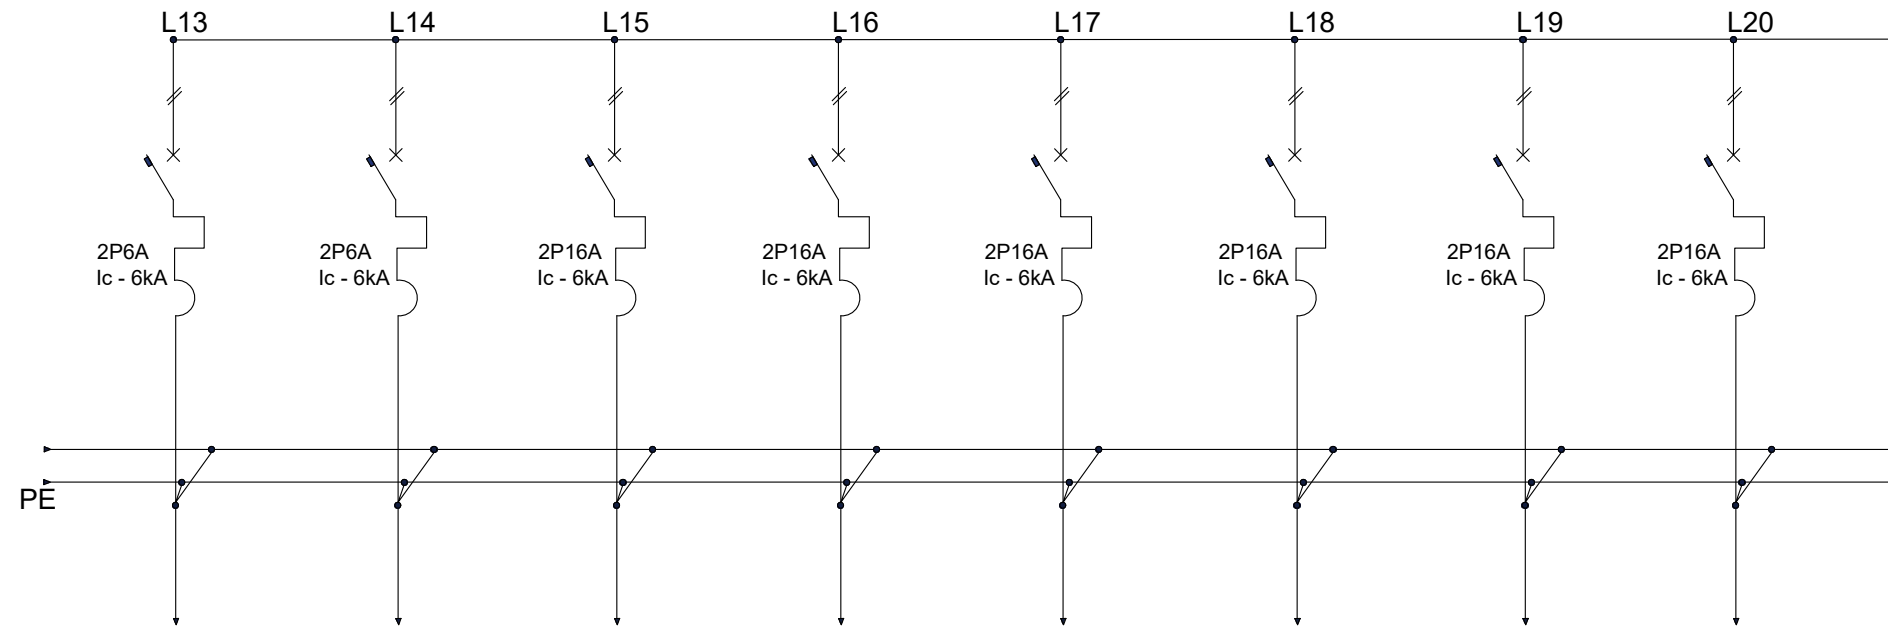 L13 L14 L15 L16 L17 L18 L19 L20
2P6A 2P6A 2P16A 2P16A 2P16A 2P16A 2P16A 2P16A
Ic - 6kA Ic - 6kA Ic - 6kA Ic - 6kA Ic - 6kA Ic - 6kA Ic - 6kA Ic - 6kA
PE